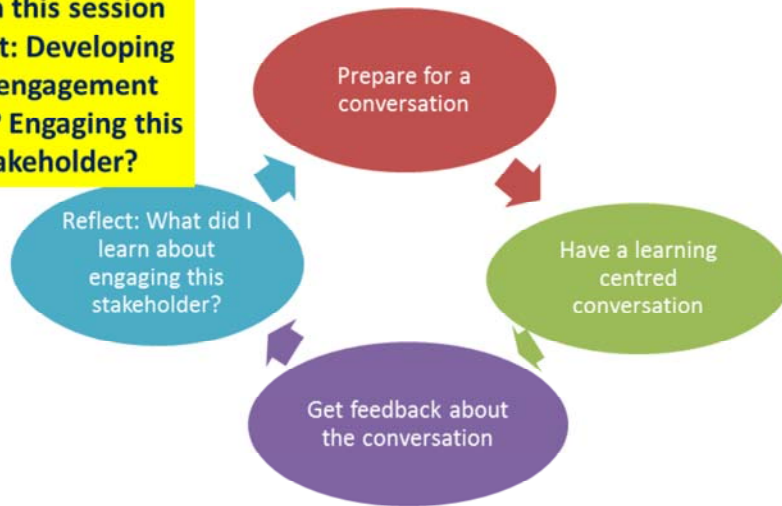 this session
t: Developing
engagement
? Engaging this
akeholder?
Prepare for a
conversation
Have a learning
centred
conversation
Get feedback about
the conversation
Reflect: What did I
learn about
engaging this
stakeholder?